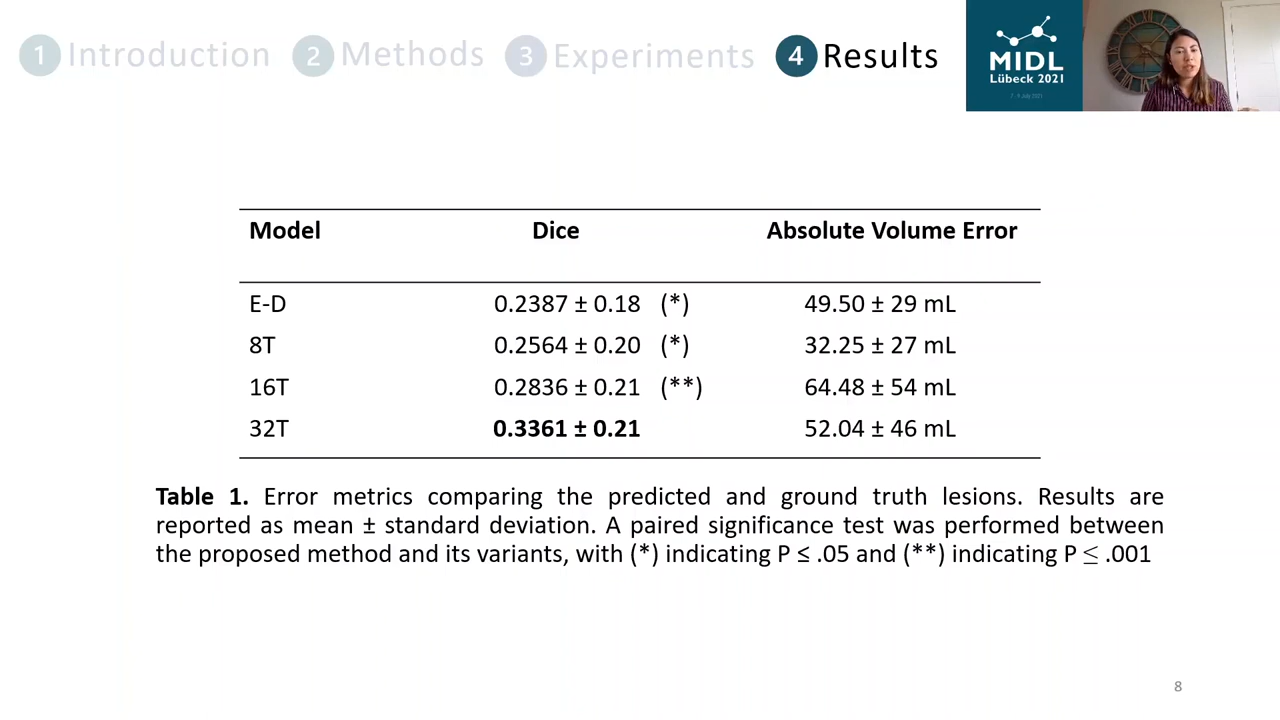 1 Introduction 2 Methods 3 Experiments 4 Results
MIDL
Lübeck 2021
7 - 9 July 2021
Model Dice Absolute Volume Error
E-D 0.2387 ± 0.18 (*) 49.50 ± 29 mL
8T 0.2564 ± 0.20 (*) 32.25 ± 27 mL
16T 0.2836 ± 0.21 (**) 64.48 ± 54 mL
32T 0.3361 ± 0.21 52.04 ± 46 mL
Table 1. Error metrics comparing the predicted and ground truth lesions. Results are
reported as mean ± standard deviation. A paired significance test was performed between
the proposed method and its variants, with (*) indicating P ≤ .05 and (**) indicating P ≤ .001
8